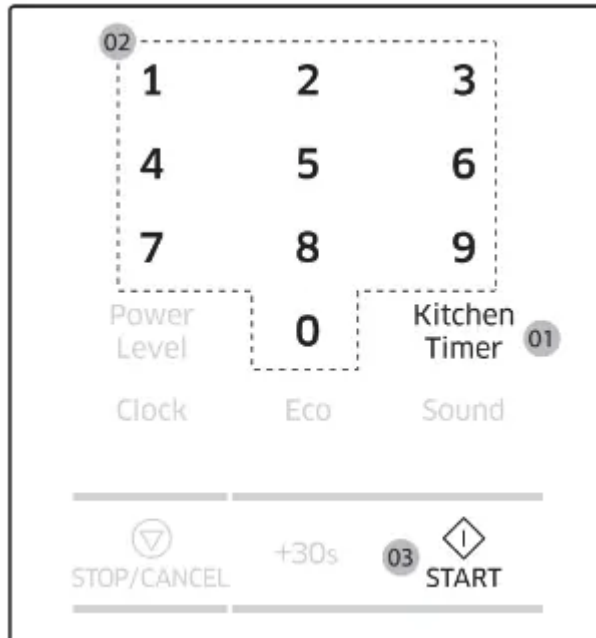 02
1 2 3
4 5 6
7 8 9
Power
Level
0
Kitchen
Timer
01
Clock Eco Sound
STOP/CANCEL
+30s
03
START